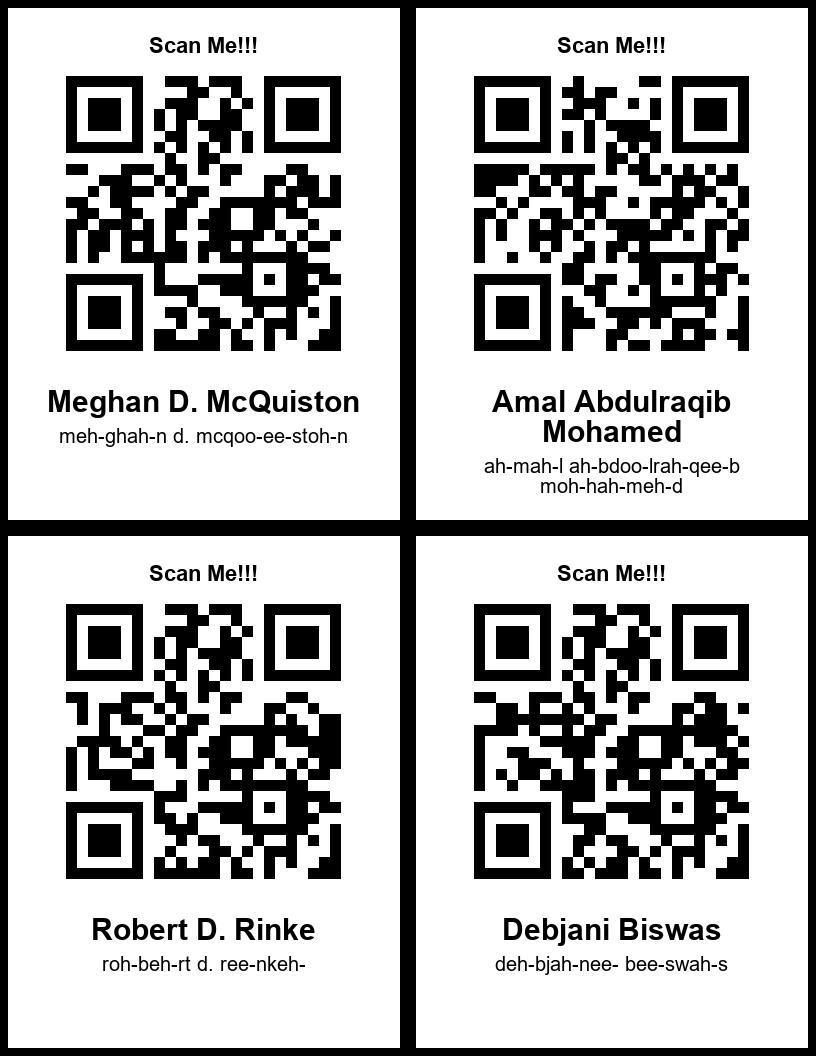 Scan Me!!!
Meghan D. McQuiston
meh-ghah-n d. mcqoo-ee-stoh-n
Scan Me!!!
Amal Abdulraqib
Mohamed
ah-mah-l ah-bdoo-lrah-qee-b
moh-hah-meh-d
Scan Me!!!
Robert D. Rinke
roh-beh-rt d. ree-nkeh-
Scan Me!!!
Debjani Biswas
deh-bjah-nee- bee-swah-s